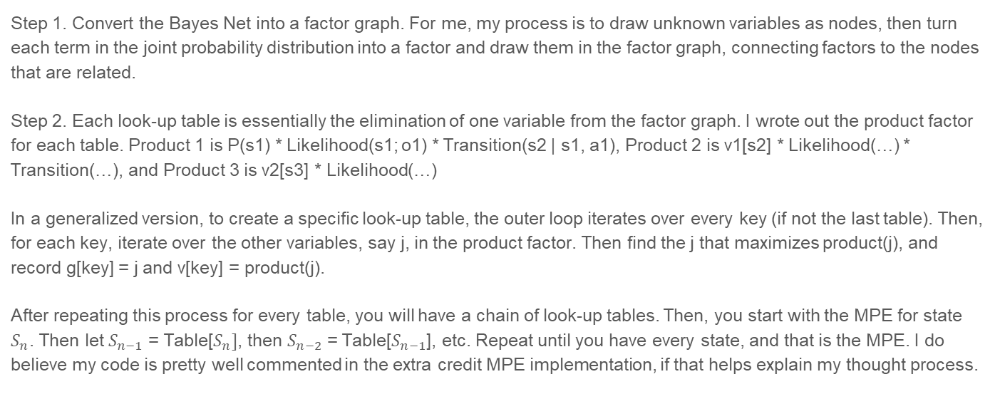 Step 1. Convert the Bayes Net into a factor graph. For me, my process is to draw unknown variables as nodes, then turn
each term in the joint probability distribution into a factor and draw them in the factor graph, connecting factors to the nodes
that are related.
Step 2. Each look-up table is essentially the elimination of one variable from the factor graph. I wrote out the product factor
for each table. Product 1 is P(s1) * Likelihood(s1; o1) * Transition(s2 | s1, a1), Product 2 is v1[s2] * Likelihood(…) *
Transition(…), and Product 3 is v2[s3] * Likelihood(…)
In a generalized version, to create a specific look-up table, the outer loop iterates over every key (if not the last table). Then,
for each key, iterate over the other variables, say j, in the product factor. Then find the j that maximizes product(j), and
record g[key] = j and v[key] = product(j).
After repeating this process for every table, you will have a chain of look-up tables. Then, you start with the MPE for state
𝑆ₙ. Then let 𝑆ₙ₋₁ = Table[𝑆ₙ], then 𝑆ₙ₋₂ = Table[𝑆ₙ₋₁], etc. Repeat until you have every state, and that is the MPE. I do
believe my code is pretty well commented in the extra credit MPE implementation, if that helps explain my thought process.